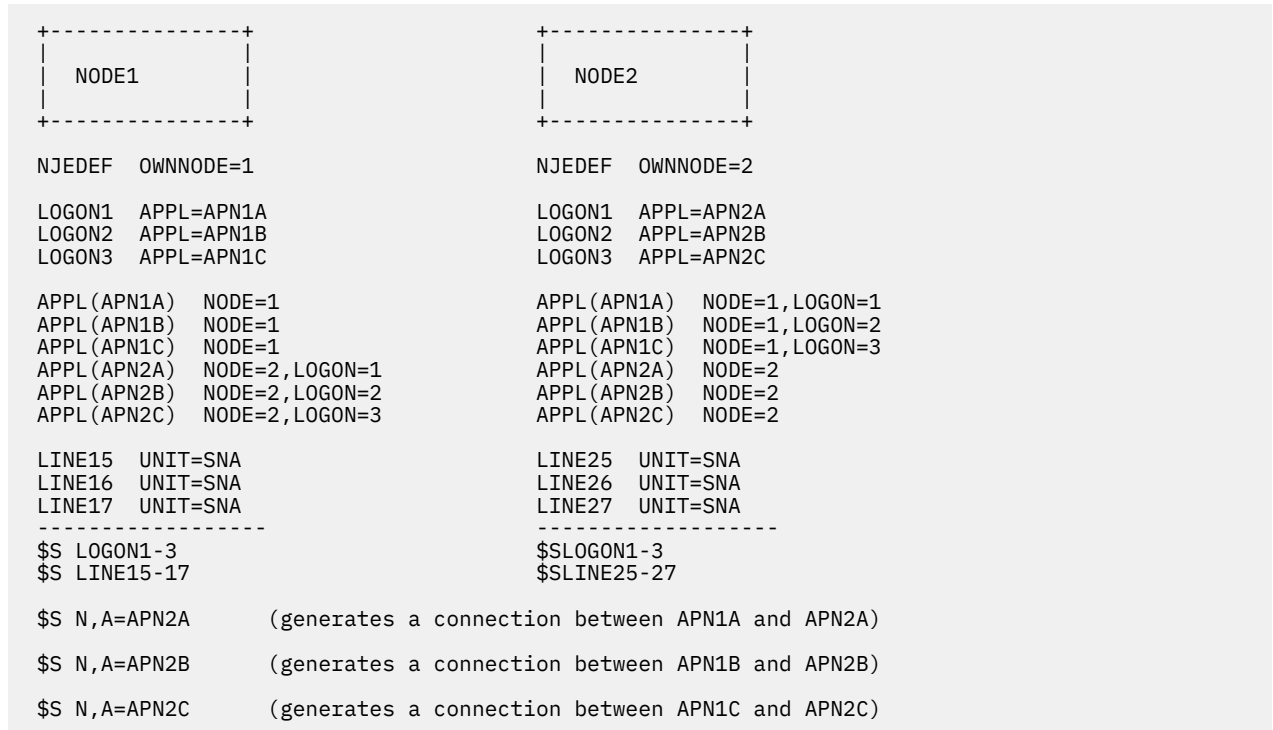 +---------------+                      +---------------+
|               |                      |               |
|  NODE1        |                      |  NODE2        |
|               |                      |               |
+---------------+                      +---------------+
NJEDEF  OWNNODE=1                      NJEDEF  OWNNODE=2
LOGON1  APPL=APN1A                     LOGON1  APPL=APN2A
LOGON2  APPL=APN1B                     LOGON2  APPL=APN2B
LOGON3  APPL=APN1C                     LOGON3  APPL=APN2C
APPL(APN1A)  NODE=1                    APPL(APN1A)  NODE=1,LOGON=1
APPL(APN1B)  NODE=1                    APPL(APN1B)  NODE=1,LOGON=2
APPL(APN1C)  NODE=1                    APPL(APN1C)  NODE=1,LOGON=3
APPL(APN2A)  NODE=2,LOGON=1            APPL(APN2A)  NODE=2
APPL(APN2B)  NODE=2,LOGON=2            APPL(APN2B)  NODE=2
APPL(APN2C)  NODE=2,LOGON=3            APPL(APN2C)  NODE=2
LINE15  UNIT=SNA                       LINE25  UNIT=SNA
LINE16  UNIT=SNA                       LINE26  UNIT=SNA
LINE17  UNIT=SNA                       LINE27  UNIT=SNA
------------------                     -------------------
$S LOGON1-3                            $SLOGON1-3
$S LINE15-17                           $SLINE25-27
$S N,A=APN2A      (generates a connection between APN1A and APN2A)
$S N,A=APN2B      (generates a connection between APN1B and APN2B)
$S N,A=APN2C      (generates a connection between APN1C and APN2C)